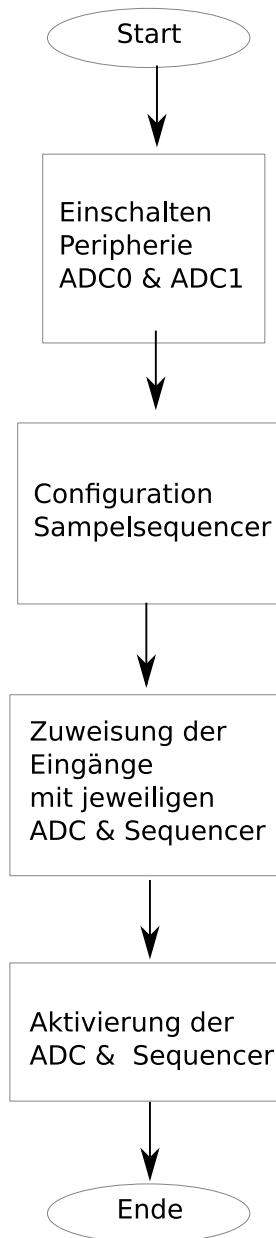 Start
Einschalten
Peripherie
ADC0 & ADC1
Configuration
Sampelsequencer
Zuweisung der
Eingänge
mit jeweiligen
ADC & Sequencer
Aktivierung der
ADC &  Sequencer
Ende